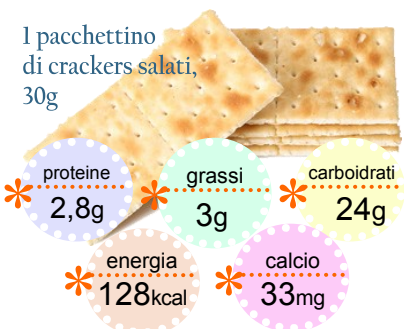 1 pacchettino
di crackers salati,
30g
proteine
2,8g
grassi
3g
carboidrati
24g
energia
128kcal
calcio
33mg